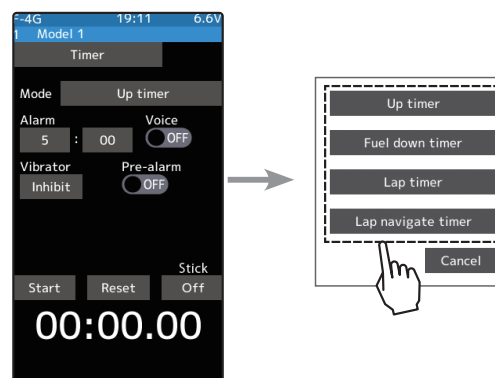 F-4G 19:11 6.6V
1 Model 1
Timer
Mode Up timer
Alarm Voice
5 : 00 OFF
Vibrator Pre-alarm
Inhibit OFF
Stick
Start Reset Off
00:00.00
Up timer
Fuel down timer
Lap timer
Lap navigate timer
Cancel